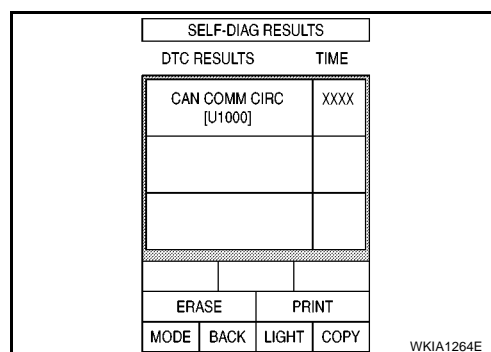 SELF-DIAG RESULTS
DTC RESULTS TIME
CAN COMM CIRC XXXX
[U1000]
ERASE PRINT
MODE BACK LIGHT COPY
WKIA1264E